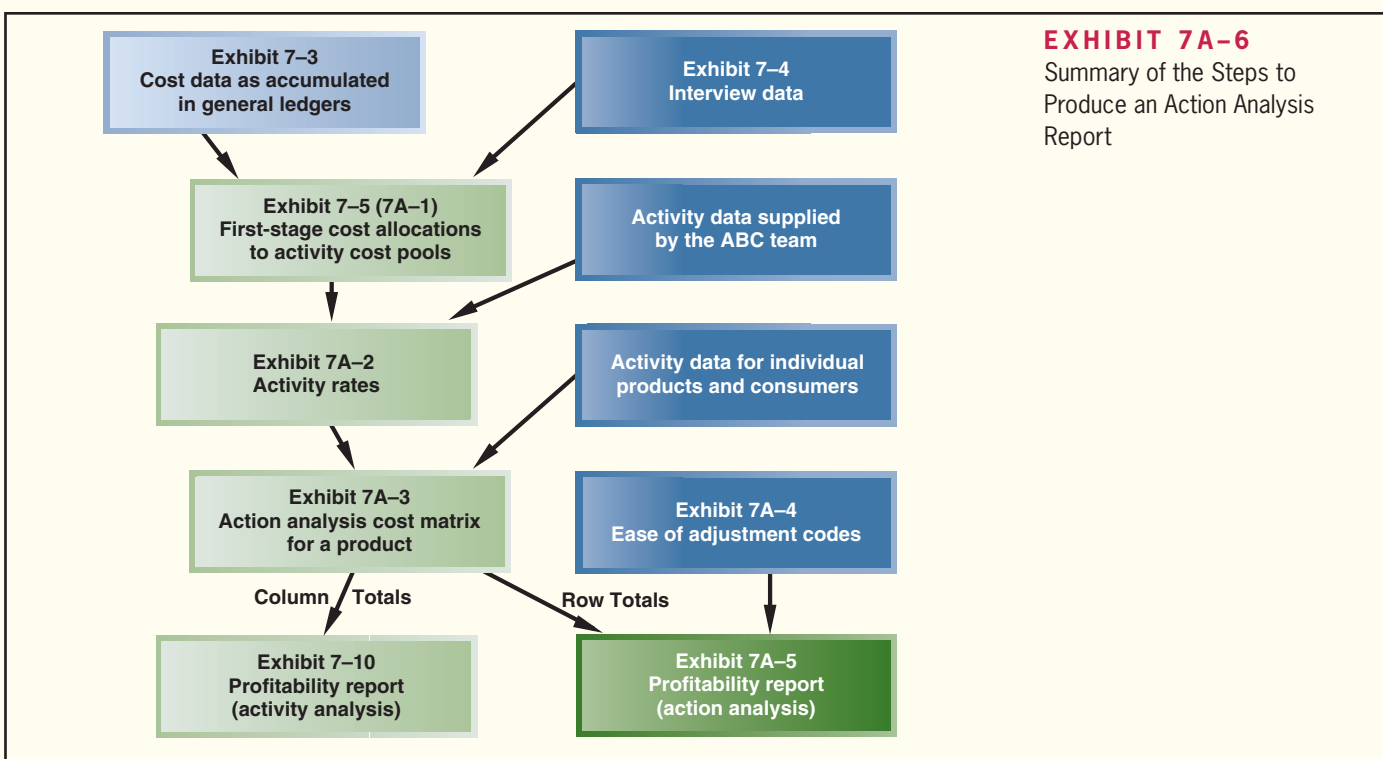 EXHIBIT 7A–6
Summary of the Steps to
Produce an Action Analysis
Report
Exhibit 7–3
Cost data as accumulated
in general ledgers
Exhibit 7–4
Interview data
Exhibit 7–5 (7A–1)
First-stage cost allocations
to activity cost pools
Activity data supplied
by the ABC team
Exhibit 7A–2
Activity rates
Activity data for individual
products and consumers
Exhibit 7A–3
Action analysis cost matrix
for a product
Exhibit 7A–4
Ease of adjustment codes
Column Totals
Row Totals
Exhibit 7–10
Profitability report
(activity analysis)
Exhibit 7A–5
Profitability report
(action analysis)